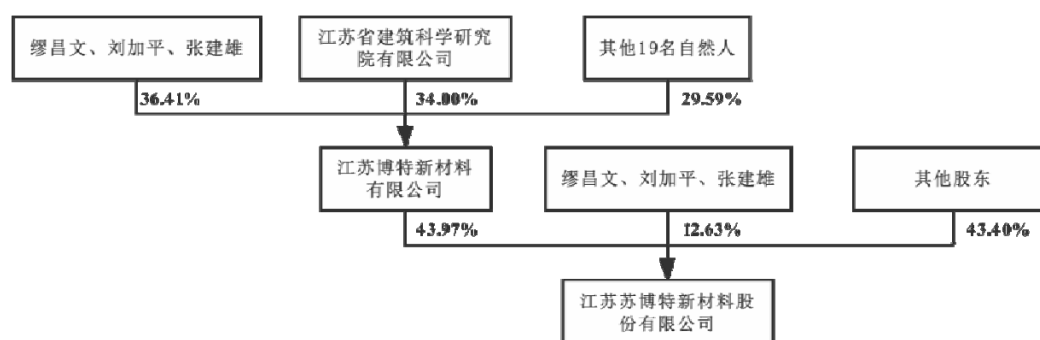 缪昌文、刘加平、张建雄
江苏省建筑科学研究
院有限公司
其他19名自然人
36.41%
34.00%
29.59%
江苏博特新材料
有限公司
缪昌文、刘加平、张建雄
其他股东
43.97%
12.63%
43.40%
江苏苏博特新材料股
份有限公司